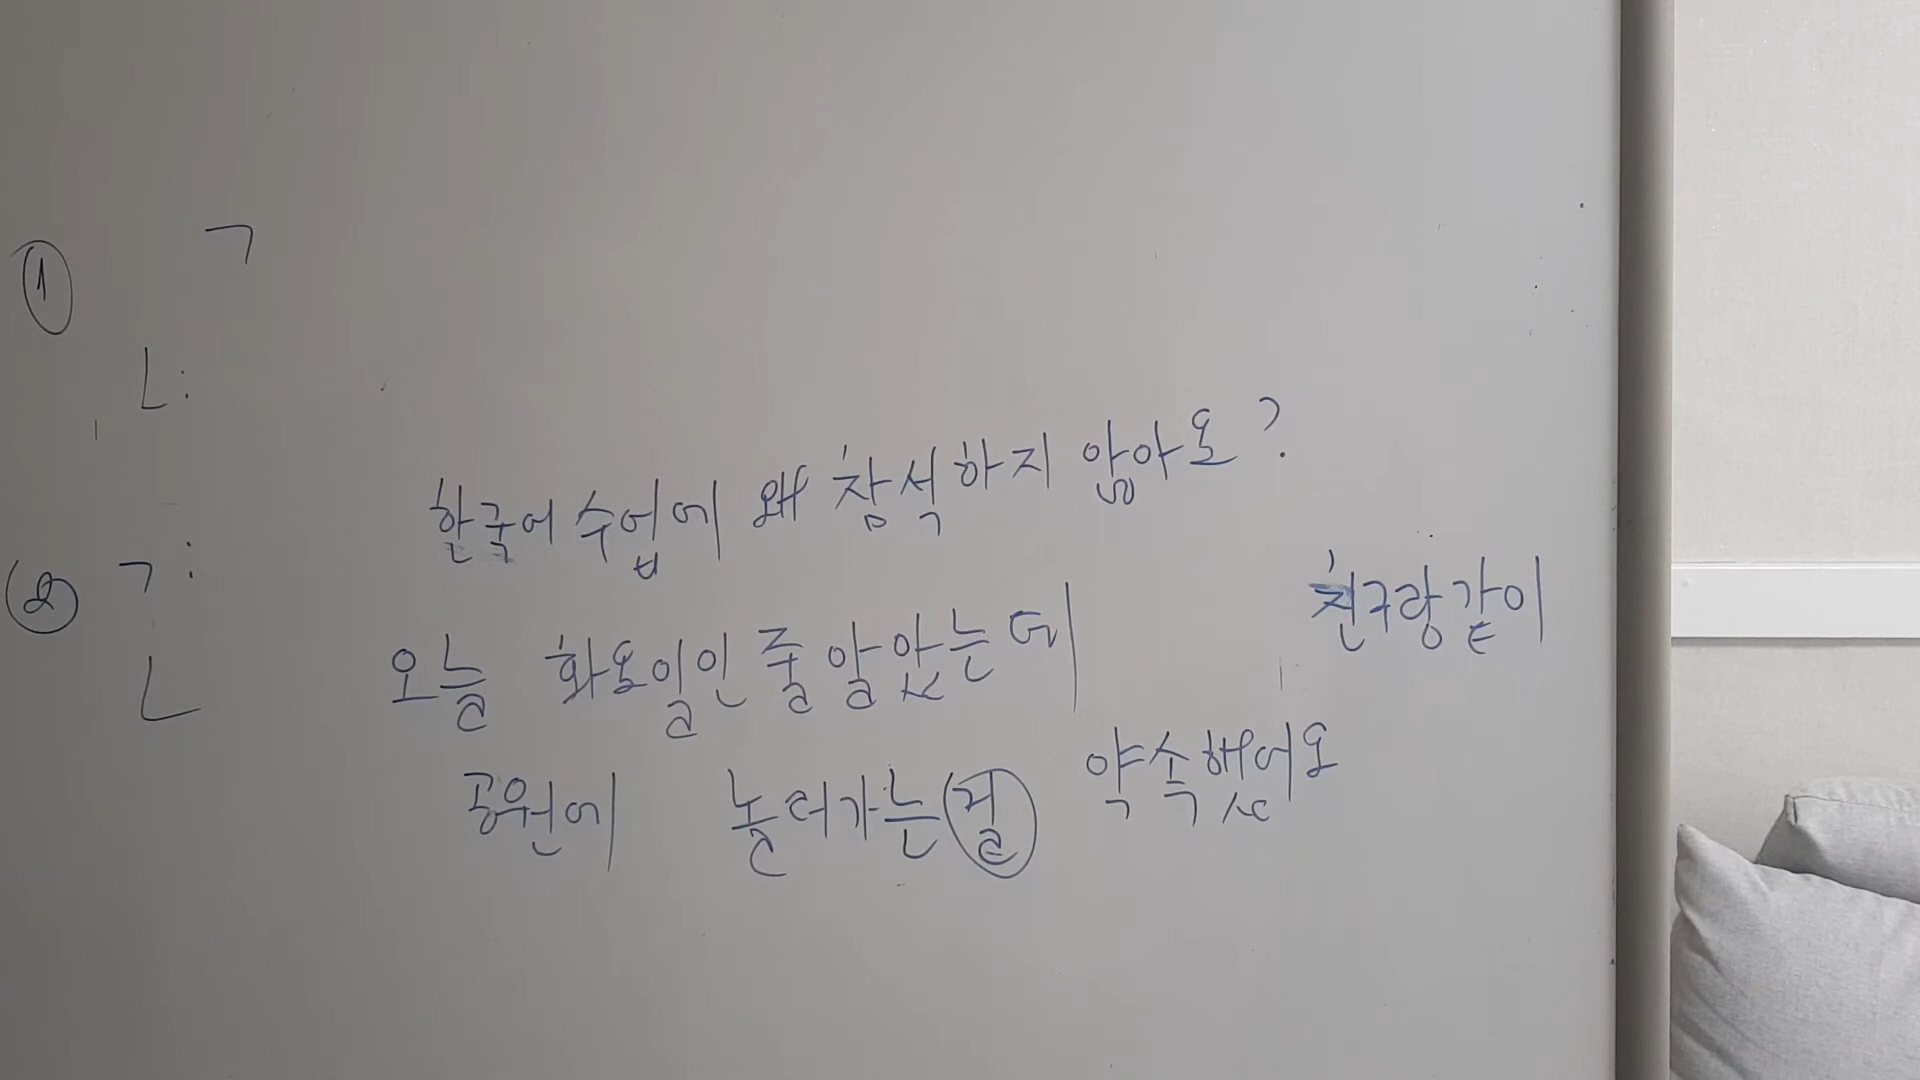 ① ㄱ
ㄴ:
한국어 수업에 왜 참석하지 않아요?
② ㄱ:
ㄴ 오늘 화요일인 줄 알았는데 친구랑 같이
공원에 놀러가는 걸 약속했어요